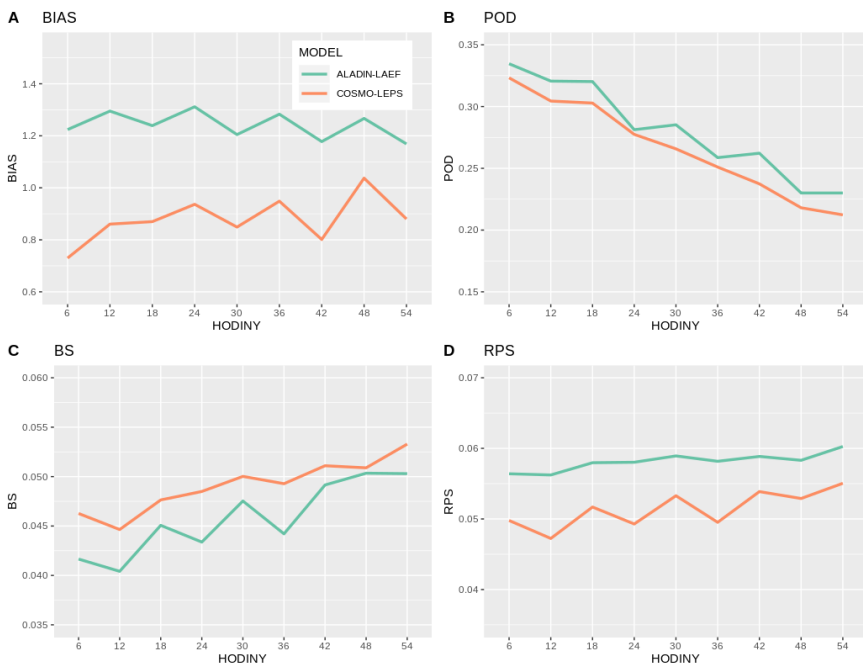 A BIAS
MODEL
ALADIN-LAEF
COSMO-LEPS
1.4
1.2
1.0
0.8
0.6
BIAS
6 12 18 24 30 36 42 48 54
HODINY
B POD
0.35
0.30
0.25
0.20
0.15
POD
6 12 18 24 30 36 42 48 54
HODINY
C BS
0.060
0.055
0.050
0.045
0.040
0.035
BS
6 12 18 24 30 36 42 48 54
HODINY
D RPS
0.07
0.06
0.05
0.04
RPS
6 12 18 24 30 36 42 48 54
HODINY